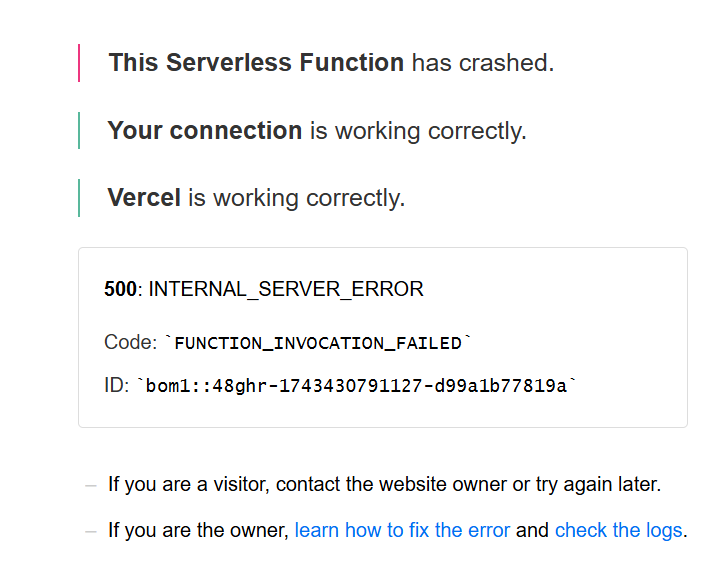 This Serverless Function has crashed.
Your connection is working correctly.
Vercel is working correctly.
500: INTERNAL_SERVER_ERROR
Code: `FUNCTION_INVOCATION_FAILED`
ID: `bom1::48ghr-1743430791127-d99a1b77819a`
– If you are a visitor, contact the website owner or try again later.
– If you are the owner, learn how to fix the error and check the logs.